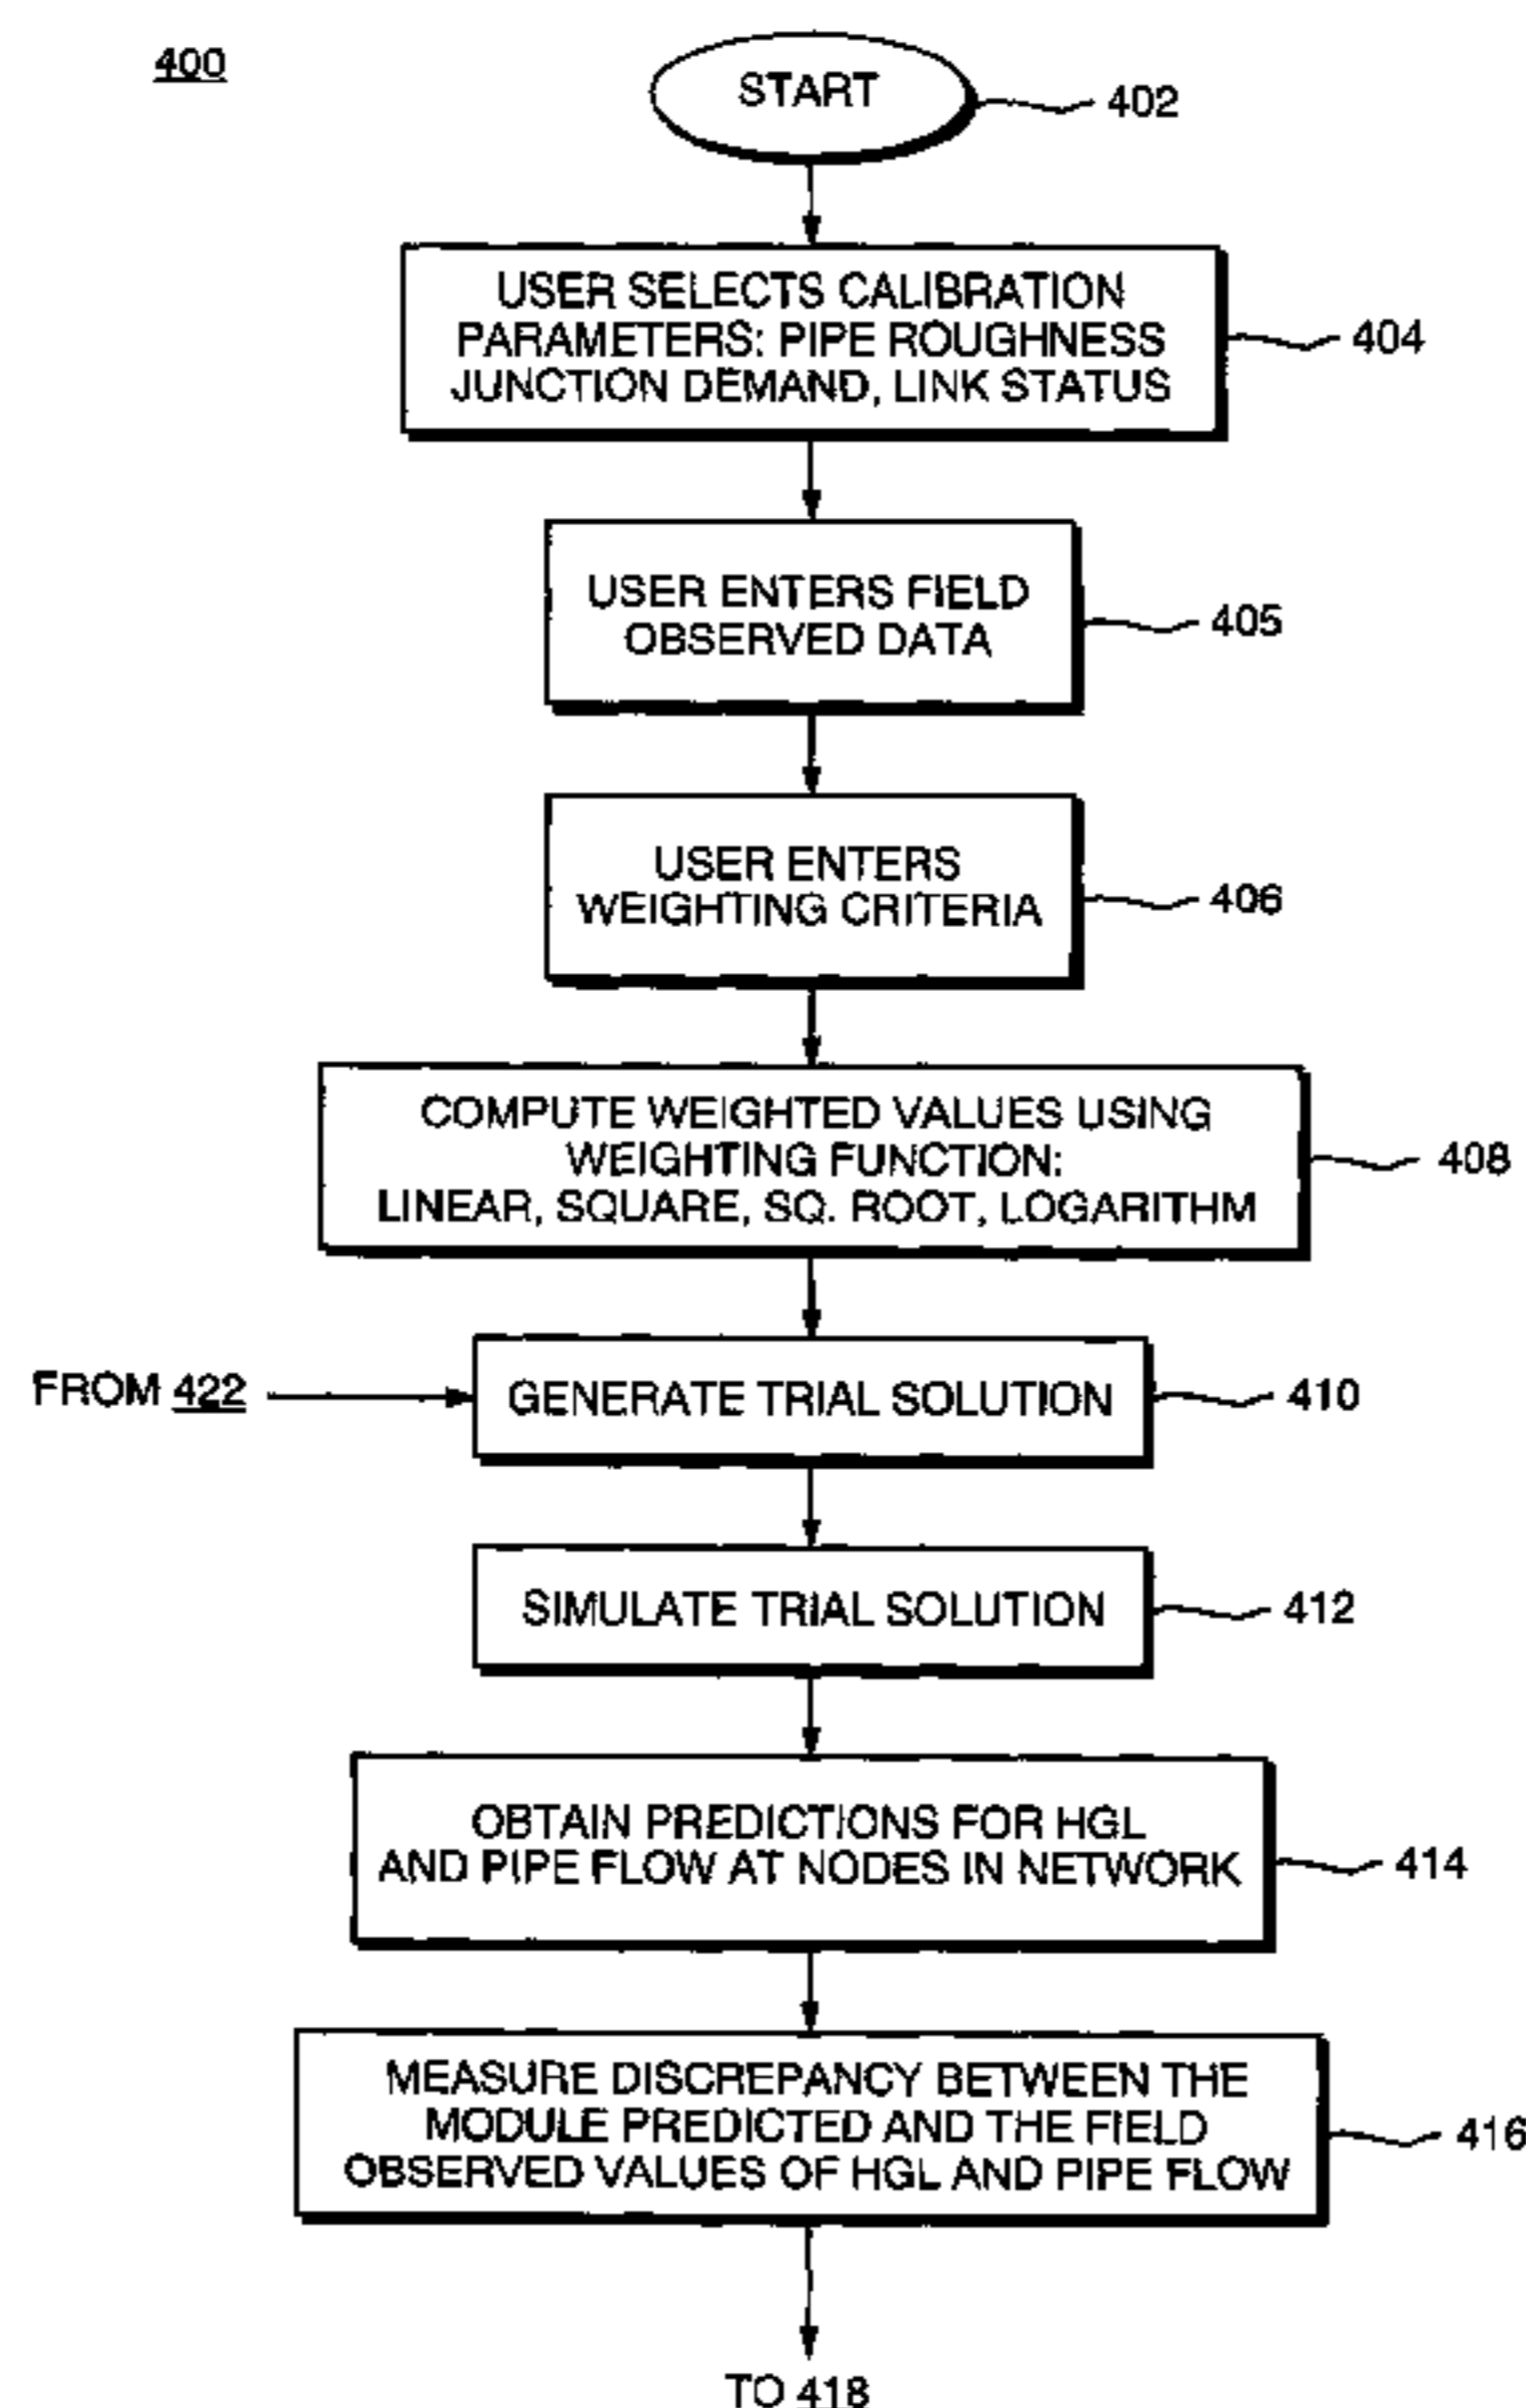 400
START
402
USER SELECTS CALIBRATION
PARAMETERS: PIPE ROUGHNESS
JUNCTION DEMAND, LINK STATUS
404
USER ENTERS FIELD
OBSERVED DATA
405
USER ENTERS
WEIGHTING CRITERIA
406
COMPUTE WEIGHTED VALUES USING
WEIGHTING FUNCTION:
LINEAR, SQUARE, SQ. ROOT, LOGARITHM
408
FROM 422
GENERATE TRIAL SOLUTION
410
SIMULATE TRIAL SOLUTION
412
OBTAIN PREDICTIONS FOR HGL
AND PIPE FLOW AT NODES IN NETWORK
414
MEASURE DISCREPANCY BETWEEN THE
MODULE PREDICTED AND THE FIELD
OBSERVED VALUES OF HGL AND PIPE FLOW
416
TO 418